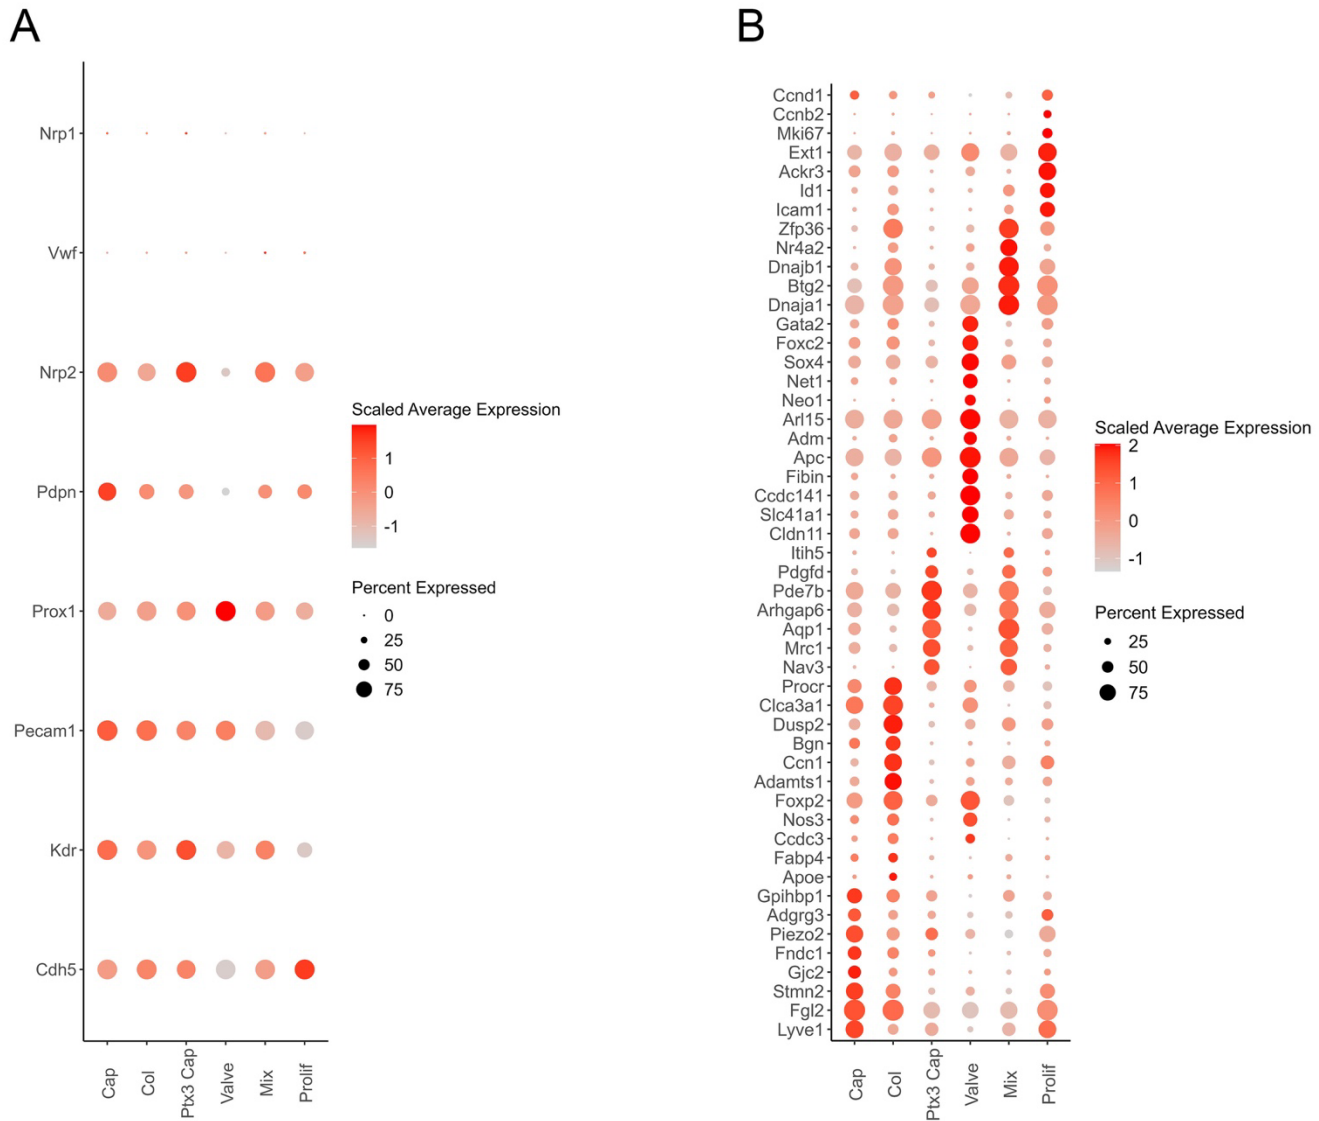 A
Nrp1
Vwf
Nrp2
Pdpn
Prox1
Pecam1
Kdr
Cdh5
Cap
Col
Ptx3 Cap
Valve
Mix
Prolif
Scaled Average Expression
1
0
-1
Percent Expressed
0
25
50
75
B
Ccnd1
Ccnb2
Mki67
Ext1
Ackr3
Id1
Icam1
Zfp36
Nr4a2
Dnajb1
Btg2
Dnaja1
Gata2
Foxc2
Sox4
Net1
Neo1
Arl15
Adm
Apc
Fibin
Ccdc141
Slc41a1
Cldn11
Itih5
Pdgfd
Pde7b
Arhgap6
Aqp1
Mrc1
Nav3
Procr
Clca3a1
Dusp2
Bgn
Ccn1
Adamts1
Foxp2
Nos3
Ccdc3
Fabp4
Apoe
Gpihbp1
Adgrg3
Piezo2
Fndc1
Gjc2
Stmn2
Fgl2
Lyve1
Cap
Col
Ptx3 Cap
Valve
Mix
Prolif
Scaled Average Expression
2
1
0
-1
Percent Expressed
25
50
75